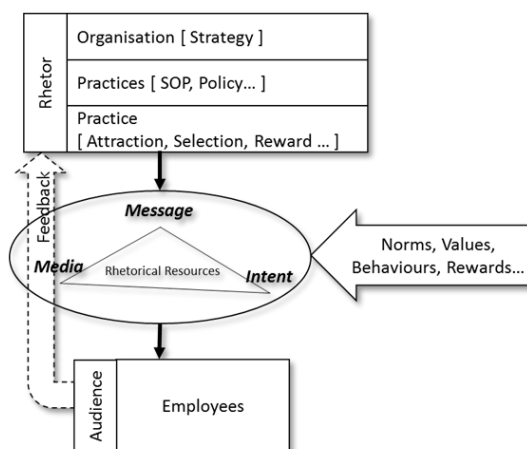 Rhetor
Organisation [ Strategy ]
Practices [ SOP, Policy... ]
Practice
[ Attraction, Selection, Reward ... ]
Feedback
Message
Media
Rhetorical Resources
Intent
Norms, Values,
Behaviours, Rewards...
Audience
Employees